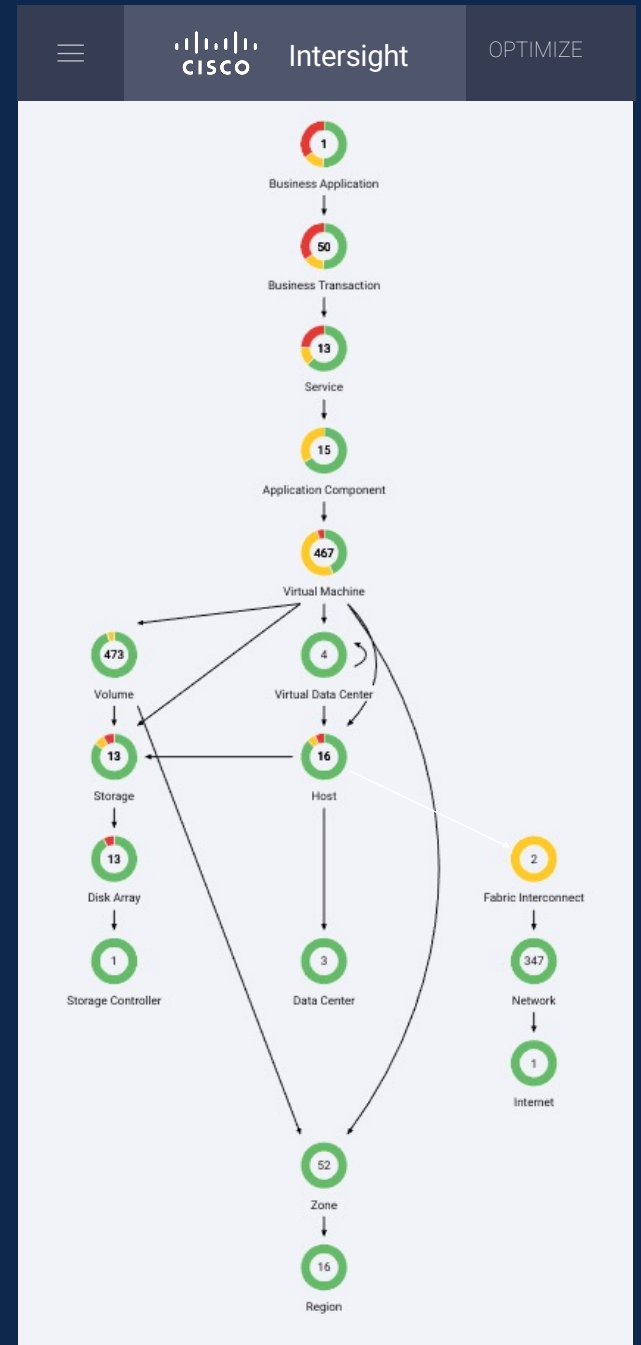 CISCO Intersight OPTIMIZE
1
Business Application
50
Business Transaction
13
Service
15
Application Component
467
Virtual Machine
473
4
Volume
Virtual Data Center
13
16
Storage
Host
13
2
Disk Array
Fabric Interconnect
1
3
347
Storage Controller
Data Center
Network
1
Internet
52
Zone
16
Region